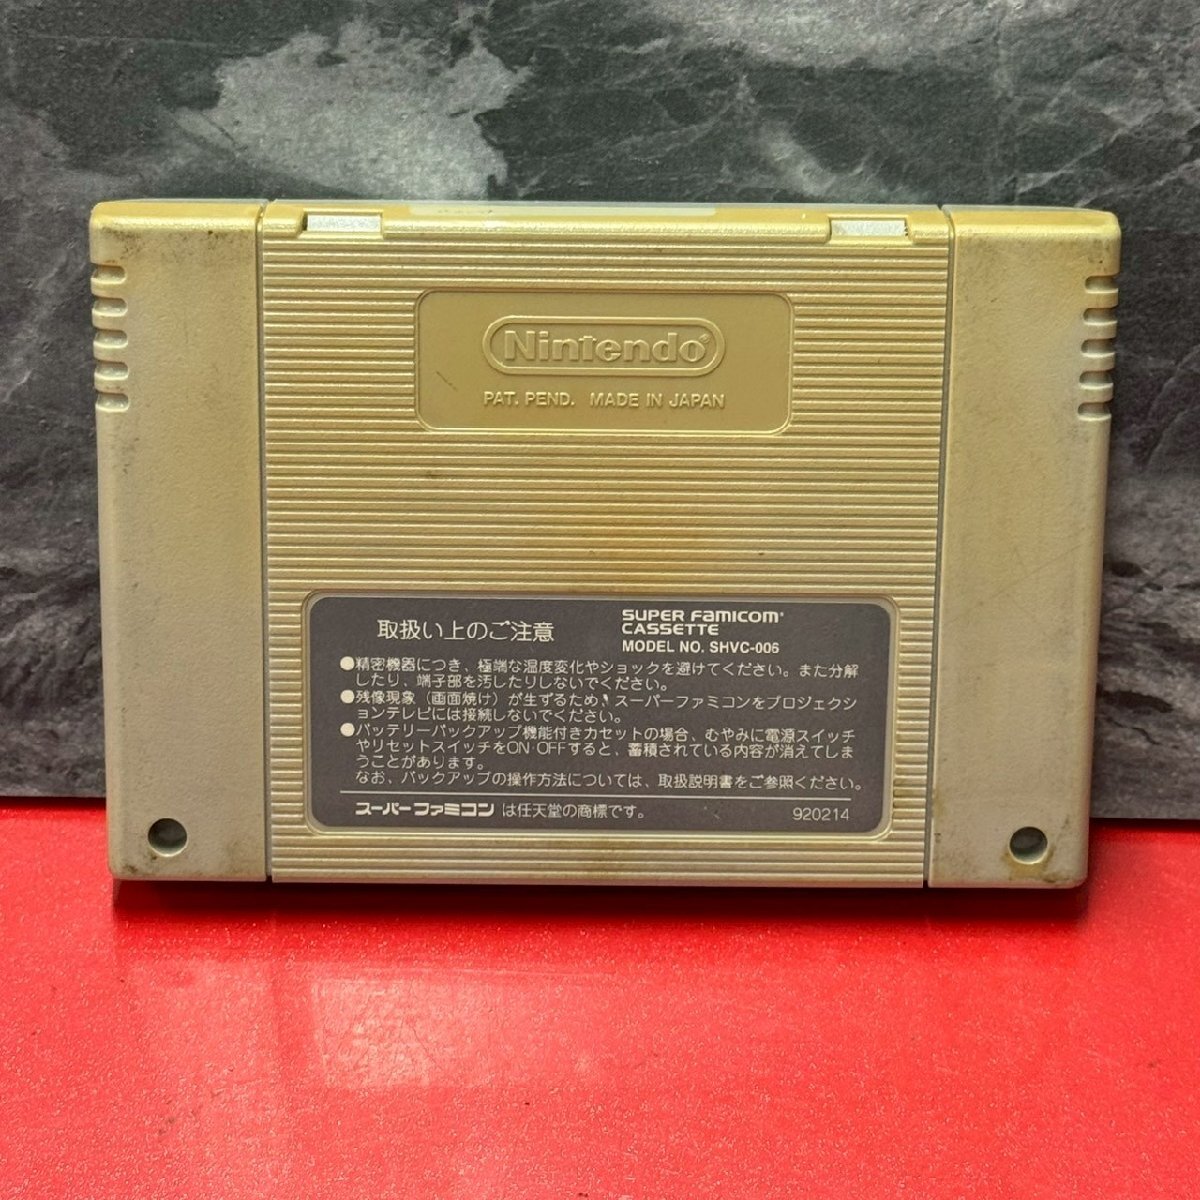 Nintendo
PAT. PEND. MADE IN JAPAN
取扱い上のご注意
SUPER FAMICOM
CASSETTE
MODEL NO. SHVC-006
●精密機器につき、極端な温度変化やショックを避けてください。また分解
したり、端子部を汚したりしないでください。
●残像現象（画面焼け）が生ずるため、スーパーファミコンをプロジェクシ
ョンテレビには接続しないでください。
●バッテリーバックアップ機能付きカセットの場合、むやみに電源スイッチ
やリセットスイッチをON・OFFすると、蓄積されている内容が消えてしま
うことがあります。
なお、バックアップの操作方法については、取扱説明書をご参照ください。
スーパーファミコンは任天堂の商標です。
920214